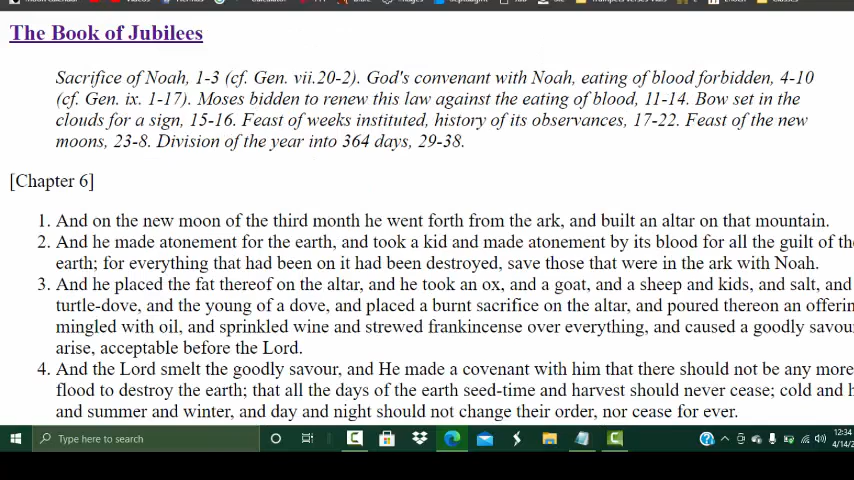 The Book of Jubilees
Sacrifice of Noah, 1-3 (cf. Gen. vii.20-2). God's convenant with Noah, eating of blood forbidden, 4-10
(cf. Gen. ix. 1-17). Moses bidden to renew this law against the eating of blood, 11-14. Bow set in the
clouds for a sign, 15-16. Feast of weeks instituted, history of its observances, 17-22. Feast of the new
moons, 23-8. Division of the year into 364 days, 29-38.
[Chapter 6]
1. And on the new moon of the third month he went forth from the ark, and built an altar on that mountain.
2. And he made atonement for the earth, and took a kid and made atonement by its blood for all the guilt of the
earth; for everything that had been on it had been destroyed, save those that were in the ark with Noah.
3. And he placed the fat thereof on the altar, and he took an ox, and a goat, and a sheep and kids, and salt, and
turtle-dove, and the young of a dove, and placed a burnt sacrifice on the altar, and poured thereon an offerin
mingled with oil, and sprinkled wine and strewed frankincense over everything, and caused a goodly savou
arise, acceptable before the Lord.
4. And the Lord smelt the goodly savour, and He made a covenant with him that there should not be any more
flood to destroy the earth; that all the days of the earth seed-time and harvest should never cease; cold and h
and summer and winter, and day and night should not change their order, nor cease for ever.
Type here to search
12:34
4/14/2